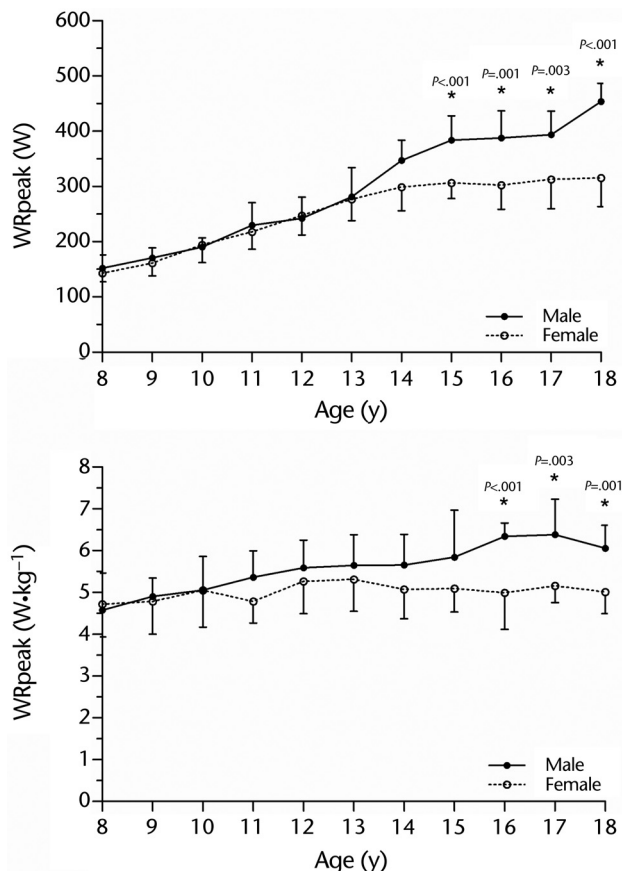 600
P<.001
500
P<.001 P=.001 P=.003 *
* * *
WRpeak (W)
400
300
200
100
Male
Female
0
8 9 10 11 12 13 14 15 16 17 18
Age (y)
8
P=.003
P<.001 * P=.001
7
* *
WRpeak (W•kg⁻¹)
6
5
4
3
2
1
Male
Female
0
8 9 10 11 12 13 14 15 16 17 18
Age (y)